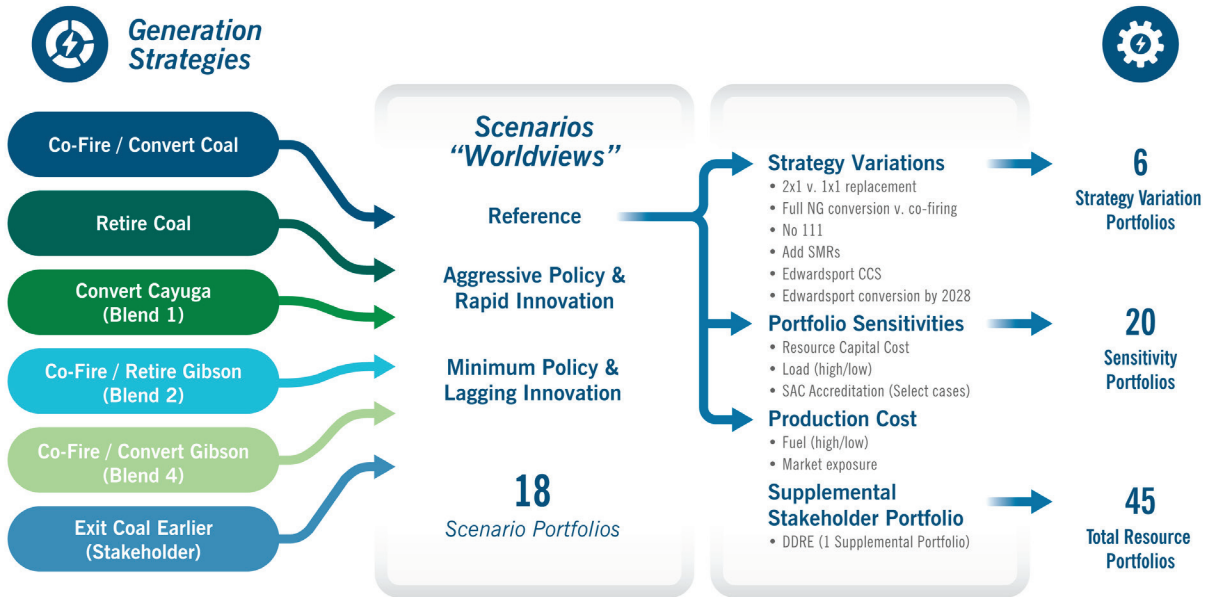 Generation
Strategies
Co-Fire / Convert Coal
Retire Coal
Convert Cayuga
(Blend 1)
Co-Fire / Retire Gibson
(Blend 2)
Co-Fire / Convert Gibson
(Blend 4)
Exit Coal Earlier
(Stakeholder)
Scenarios
“Worldviews”
Reference
Aggressive Policy &
Rapid Innovation
Minimum Policy &
Lagging Innovation
18
Scenario Portfolios
Strategy Variations
• 2x1 v. 1x1 replacement
• Full NG conversion v. co-firing
• No 111
• Add SMRs
• Edwardsport CCS
• Edwardsport conversion by 2028
Portfolio Sensitivities
• Resource Capital Cost
• Load (high/low)
• SAC Accreditation (Select cases)
Production Cost
• Fuel (high/low)
• Market exposure
Supplemental
Stakeholder Portfolio
• DDRE (1 Supplemental Portfolio)
6
Strategy Variation
Portfolios
20
Sensitivity
Portfolios
45
Total Resource
Portfolios